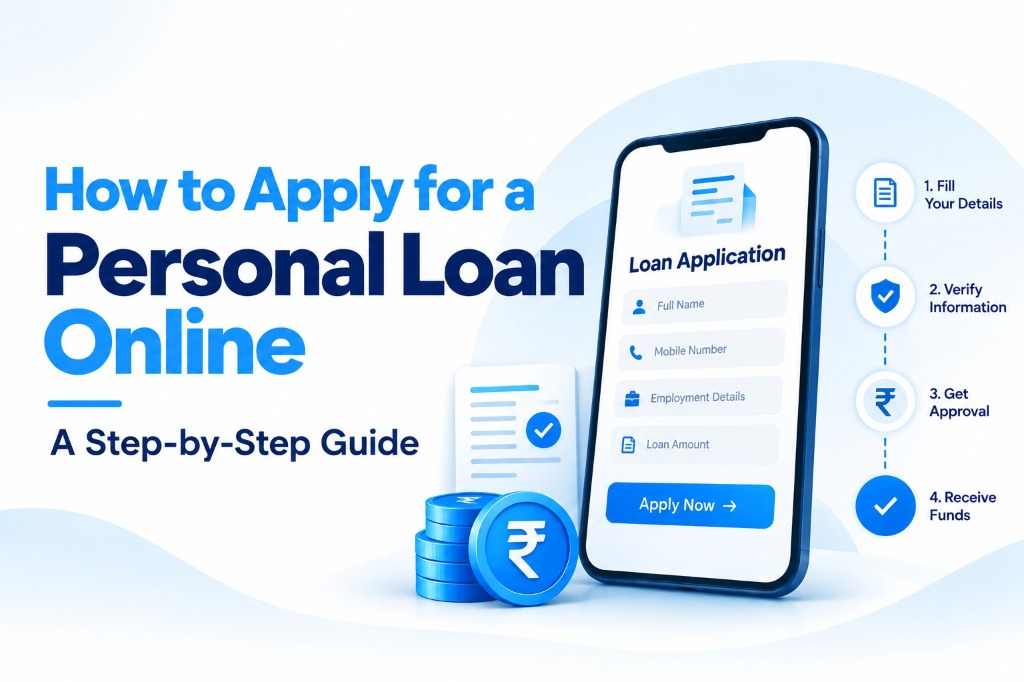 How to Apply for a
Personal Loan
Online
A Step-by-Step Guide
Loan Application
Full Name
Mobile Number
Employment Details
Loan Amount
Apply Now →
₹
₹
1. Fill
Your Details
2. Verify
Information
₹
3. Get
Approval
4. Receive
Funds